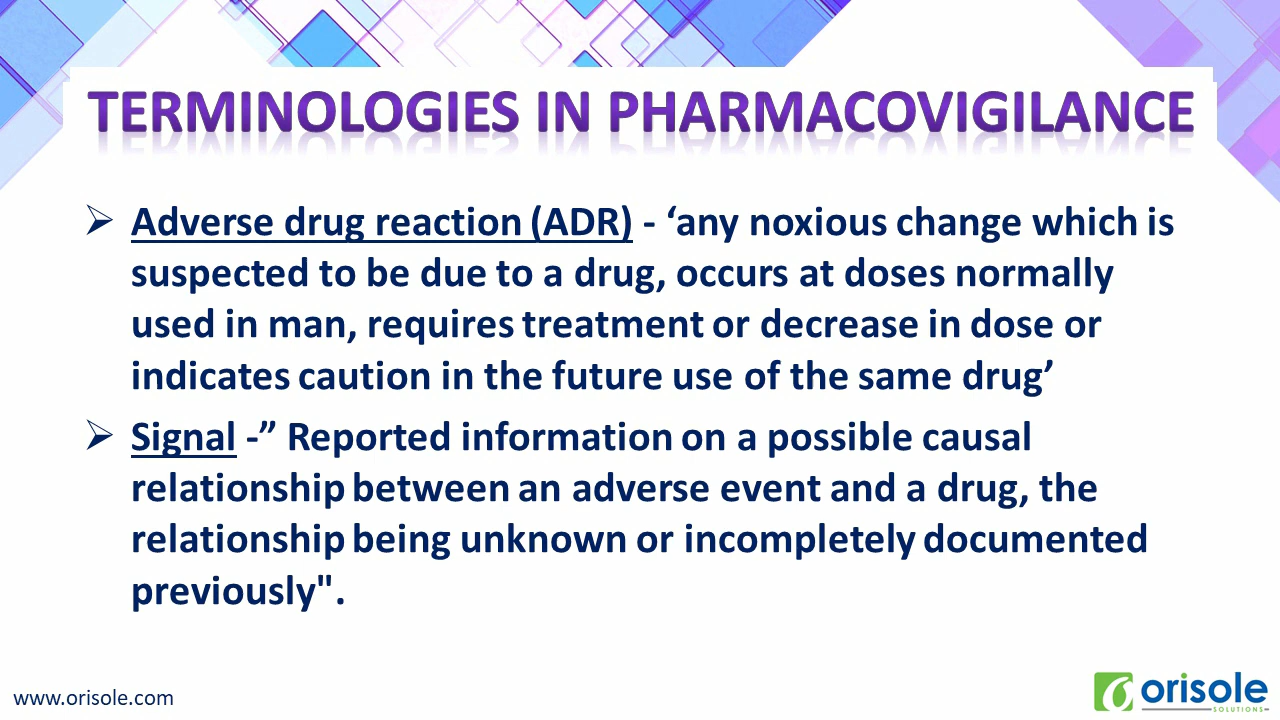 TERMINOLOGIES IN PHARMACOVIGILANCE
➢ Adverse drug reaction (ADR) - ‘any noxious change which is
suspected to be due to a drug, occurs at doses normally
used in man, requires treatment or decrease in dose or
indicates caution in the future use of the same drug’
➢ Signal -” Reported information on a possible causal
relationship between an adverse event and a drug, the
relationship being unknown or incompletely documented
previously".
www.orisole.com
orisole
SOLUTIONS